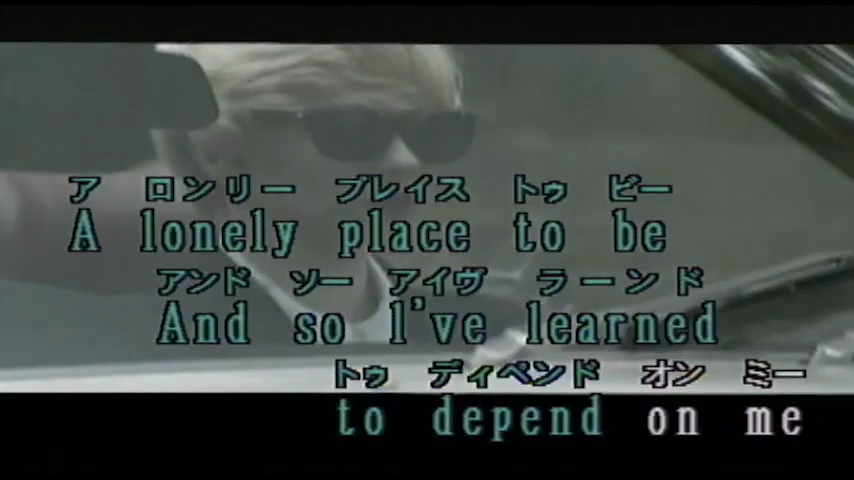 ア ロンリー プレイス トゥ ビー
A lonely place to be
アンド ソー アイヴ ラーンド
And so I've learned
トゥ ディペンド オン ミー
to depend on me